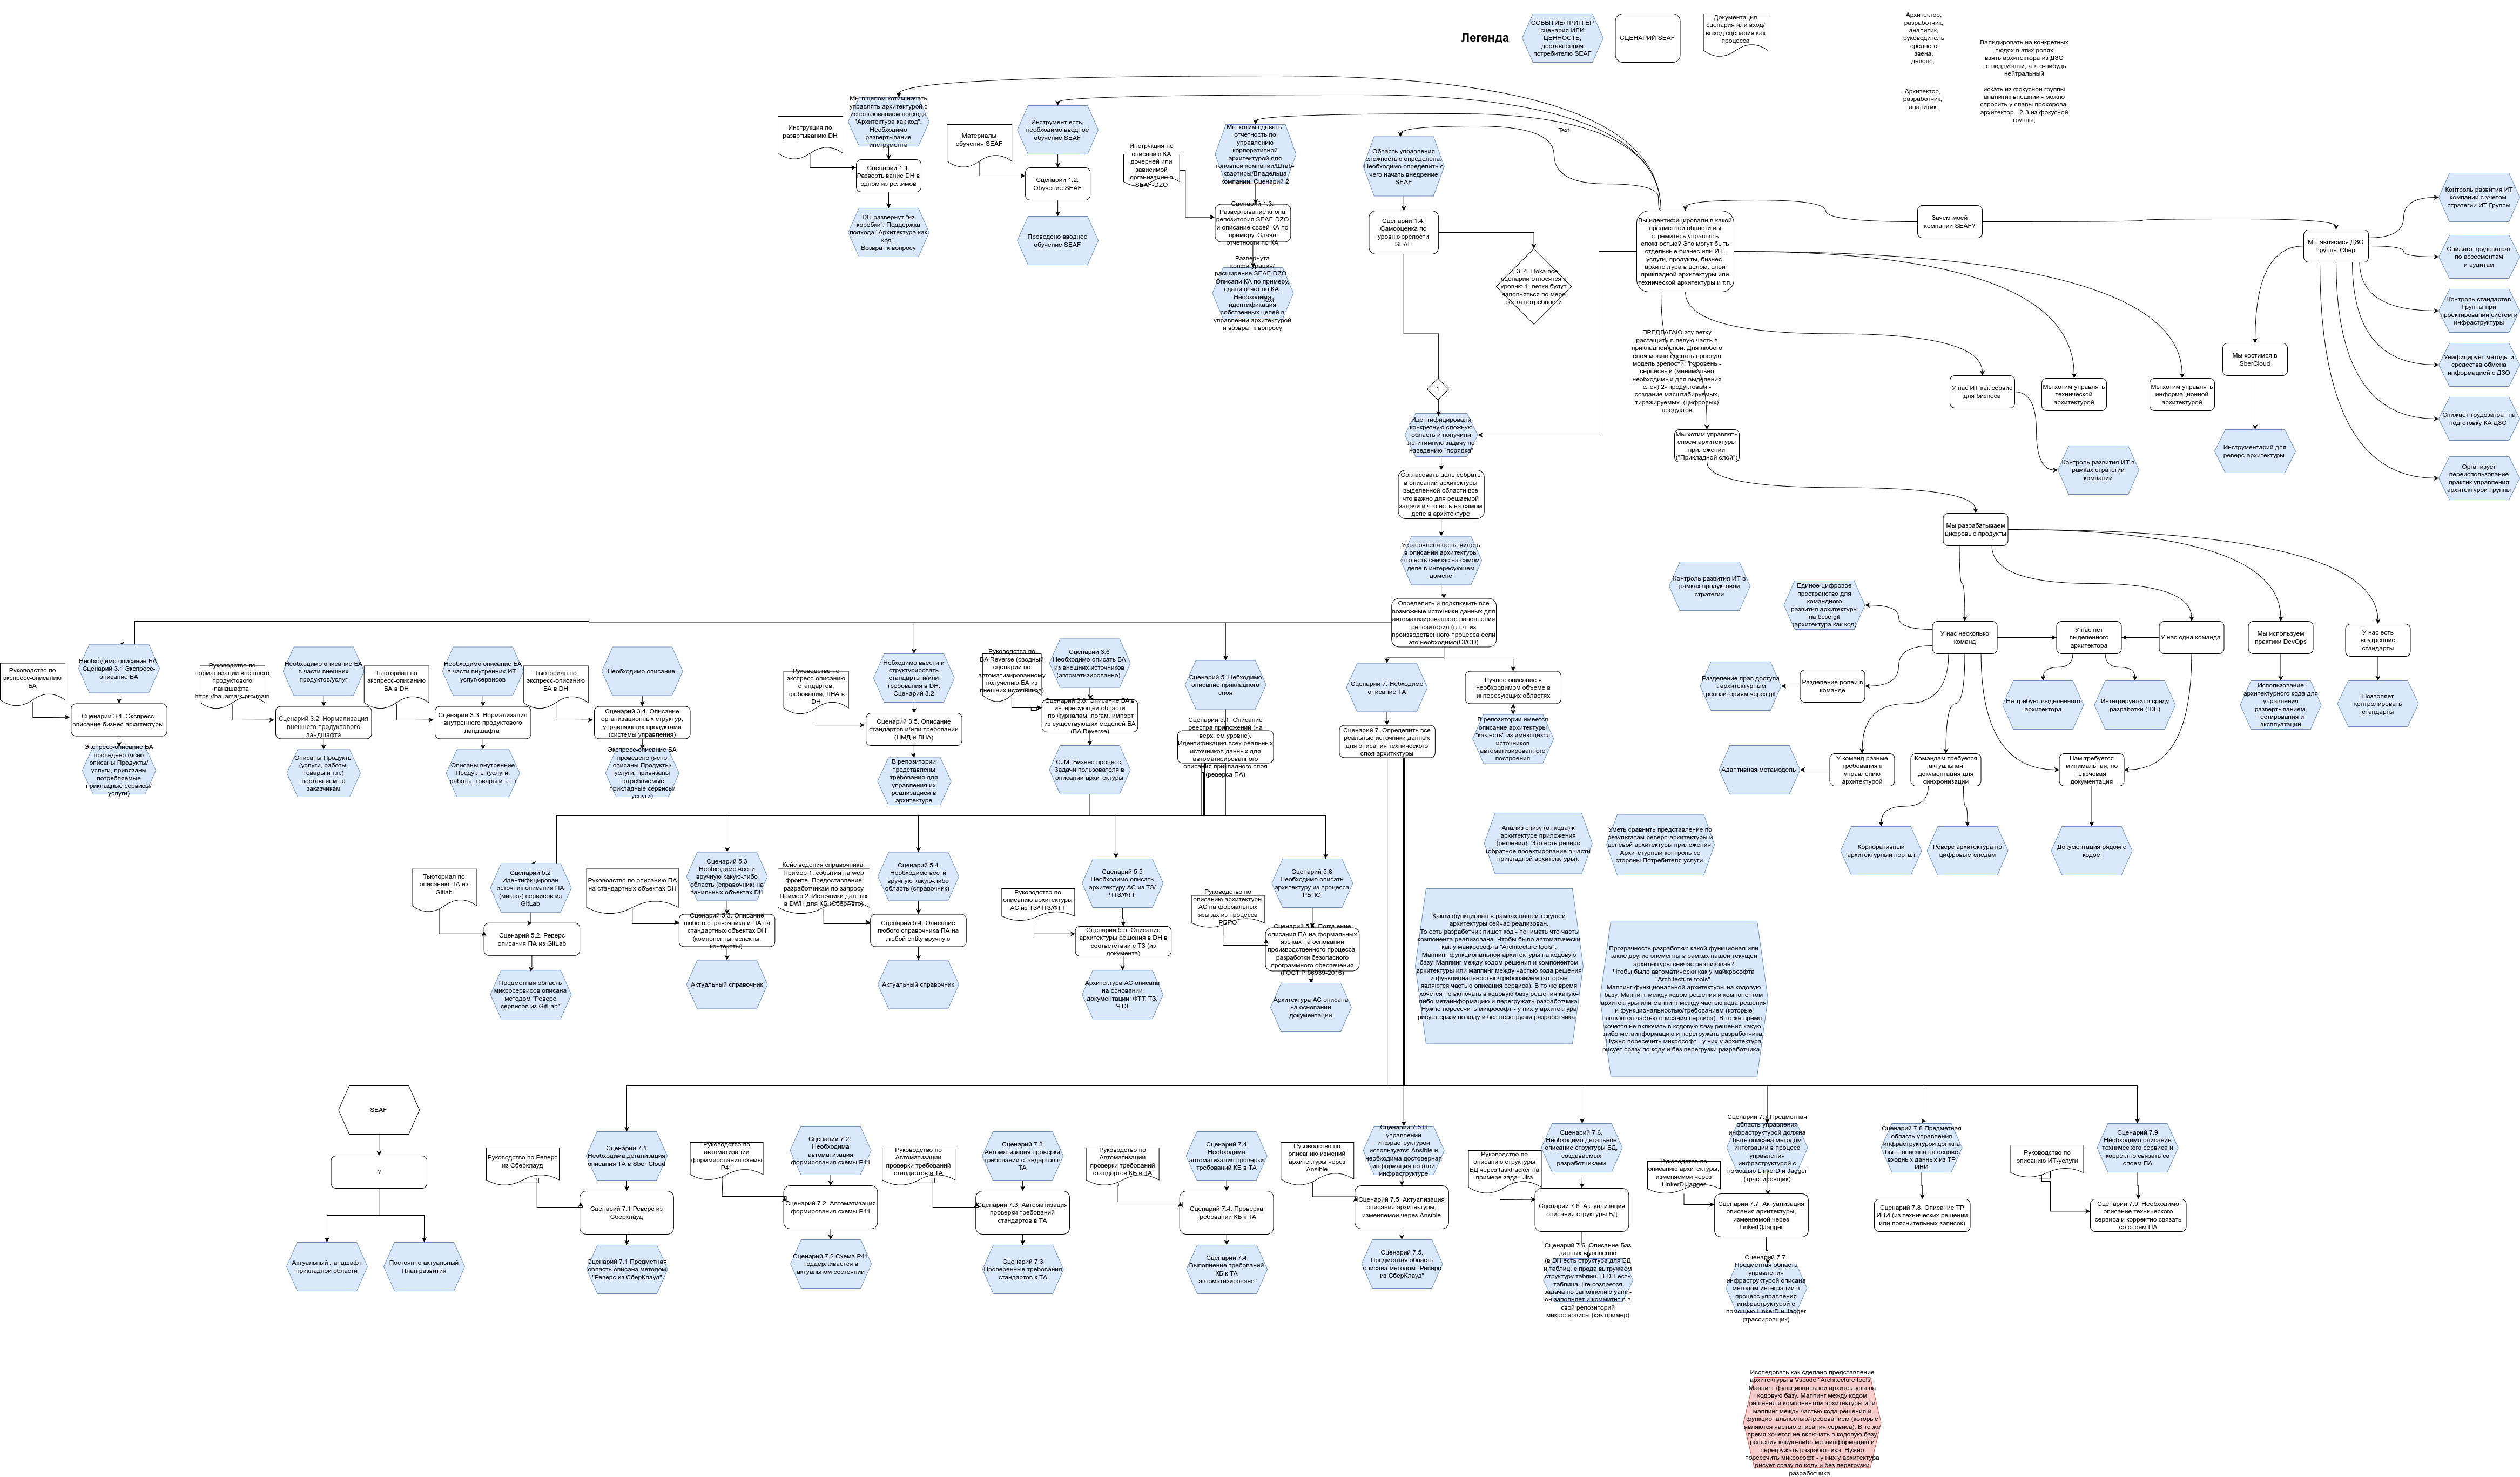 Легенда
СОБЫТИЕ/ТРИГГЕР
сценария ИЛИ
ЦЕННОСТЬ,
доставленная
потребителю SEAF
СЦЕНАРИЙ SEAF
Документация
сценария или вход/
выход сценария как
процесса
Архитектор,
разработчик,
аналитик,
руководитель
среднего
звена,
девопс,
Валидировать на конкретных
людях в этих ролях
взять архитектора из ДЗО
не поддубный, а кто-нибудь
нейтральный
Архитектор,
разработчик,
аналитик
искать из фокусной группы
аналитик внешний - можно
спросить у славы прохорова,
архитектор - 2-3 из фокусной
группы,
Инструкция по
развртыванию DH
Мы в целом хотим начать
управлять архитектурой с
использованием подхода
"Архитектура как код".
Необходимо
развертывание
инструмента
Сценарий 1.1.
Развертывание DH в
одном из режимов
DH развернут "из
коробки". Поддержка
подхода "Архитектура как
код".
Возврат к вопросу
Материалы
обучения SEAF
Инструмент есть,
необходимо вводное
обучение SEAF
Сценарий 1.2.
Обучение SEAF
Проведено вводное
обучение SEAF
Инструкция по
описанию КА
дочерней или
зависимой
организации в
SEAF-DZO
Мы хотим сдавать
отчетность по
управлению
корпоративной
архитектурой для
головной компании/Штаб-
квартиры/Владельца
компании. Сценарий 2
Сценарий 1.3.
Развертывание клона
репозитория SEAF-DZO
и описание своей КА по
примеру. Сдача
отчетности по КА
Развернута
конфигурация/
расширение SEAF-DZO.
Описали КА по примеру,
сдали отчет по КА.
Необходима
идентификация
собственных целей в
управлении архитектурой
и возврат к вопросу
Text
Text
Область управления
сложностью определена.
Необходимо определить с
чего начать внедрение
SEAF
Сценарий 1.4.
Самооценка по
уровню зрелости
SEAF
2, 3, 4. Пока все
сценарии относятся к
уровню 1, ветки будут
наполняться по мере
роста потребности
1
Вы идентифицировали в какой
предметной области вы
стремитесь управлять
сложностью? Это могут быть
отдельные бизнес или ИТ-
услуги, продукты, бизнес-
архитектура в целом, слой
прикладной архитектуры или
технической архитектуры и т.п.
Зачем моей
компании SEAF?
Мы являемся ДЗО
Группы Сбер
Контроль развития ИТ
компании с учетом
стратегии ИТ Группы
Снижает трудозатрат
по ассесментам
и аудитам
Контроль стандартов
Группы при
проектировании систем и
инфраструктуры
Унифицирует методы и
средства обмена
информацией с ДЗО
Снижает трудозатрат на
подготовку КА ДЗО
Организует
переиспользование
практик управления
архитектурой Группы
Мы хостимся в
SberCloud
Инструментарий для
реверс-архитектуры
ПРЕДЛАГАЮ эту ветку
растащить в левую часть в
прикладной слой. Для любого
слоя можно сделать простую
модель зрелости: 1 уровень -
сервисный (минимально
необходимый для выделения
слоя) 2- продуктовый -
создание масштабируемых,
тиражируемых (цифровых)
продуктов
У нас ИТ как сервис
для бизнеса
Мы хотим управлять
технической
архитектурой
Мы хотим управлять
информационной
архитектурой
Мы хотим управлять
слоем архитектуры
приложений
("Прикладной слой")
Контроль развития ИТ в
рамках стратегии
компании
Идентифицировали
конкретную сложную
область и получили
легитимную задачу по
наведению "порядка"
Согласовать цель собрать
в описании архитектуры
выделенной области все
что важно для решаемой
задачи и что есть на самом
деле в архитектуре
Установлена цель: видеть
в описании архитектуры
что есть сейчас на самом
деле в интересующем
домене
Определить и подключить все
возможные источники данных для
автоматизированного наполнения
репозитория (в т.ч. из
производственного процесса если
это необходимо(CI/CD)
Мы разрабатываем
цифровые продукты
Контроль развития ИТ в
рамках продуктовой
стратегии
Единое цифровое
пространство для
командного
развития архитектуры
на безе git
(архитектура как код)
У нас несколько
команд
У нас нет
выделенного
архитектора
У нас одна команда
Мы используем
практики DevOps
У нас есть
внутренние
стандарты
Разделение прав доступа
к архитектурным
репозиториям через git
Разделение ролей в
команде
Не требует выделенного
архитектора
Интегрируется в среду
разработки (IDE)
Использование
архитектурного кода для
управления
развертыванием,
тестирования и
эксплуатации
Позволяет
контролировать
стандарты
Адаптивная метамодель
У команд разные
требования к
управлению
архитектурой
Командам требуется
актуальная
документация для
синхронизации
Нам требуется
минимальная, но
ключевая
документация
Корпоративный
архитектурный портал
Реверс архитектура по
цифровым следам
Документация рядом с
кодом
Руководство по
экспресс-описанию
БА
Необходимо описание БА.
Сценарий 3.1 Экспресс-
описание БА
Сценарий 3.1. Экспресс-
описание бизнес-архитектуры
Экспресс-описание БА
проведено (ясно
описаны Продукты/
услуги, привязаны
потребляемые
прикладные сервисы/
услуги)
Руководство по
нормализации внешнего
продуктового
ландшафта,
https://ba.lamark.pro/main
Необходимо описание БА
в части внешних
продуктов/услуг
Сценарий 3.2. Нормализация
внешнего продуктового
ландшафта
Описаны Продукты
(услуги, работы,
товары и т.п.)
поставляемые
заказчикам
Тьюториал по
экспресс-описанию
БА в DH
Необходимо описание БА
в части внутренних ИТ-
услуг/сервисов
Сценарий 3.3. Нормализация
внутреннего продуктового
ландшафта
Описаны внутренние
Продукты (услуги,
работы, товары и т.п.)
Тьюториал по
экспресс-описанию
БА в DH
Необходимо описание
Сценарий 3.4. Описание
организационных структур,
управляющих продуктами
(системы управления)
Экспресс-описание БА
проведено (ясно
описаны Продукты/
услуги, привязаны
потребляемые
прикладные сервисы/
услуги)
Руководство по
экспресс-описанию
стандартов,
требований, ЛНА в
DH
Небходимо ввести и
структурировать
стандарты и/или
требования в DH.
Сценарий 3.2
Сценарий 3.5. Описание
стандартов и/или требований
(НМД и ЛНА)
В репозитории
представлены
требования для
управления их
реализацией в
архитектуре
Руководство по
BA Reverse (сводный
сценарий по
автоматизированному
получению БА из
внешних источников)
Сценарий 3.6
Необходимо описать БА
из внешних источников
(автоматизированно)
Сценарий 3.6. Описание БА в
интересующей области
по журналам, логам, импорт
из существующих моделей БА
(BA Reverse)
CJM, Бизнес-процесс,
Задачи пользователя в
описании архитектуры
Сценарий 5. Небходимо
описание прикладного
слоя
Сценарий 5.1. Описание
реестра приложений (на
верхнем уровне).
Идентификация всех реальных
источников данных для
автоматизированного
описания прикладного слоя
(реверса ПА)
Сценарий 7. Небходимо
описание ТА
Сценарий 7. Определить все
реальные источники данных
для описания технического
слоя архитектуры
Ручное описание в
необходимом объеме в
интересующих областях
В репозитории имеется
описание архитектуры
"как есть" из имеющихся
источников
автоматизированного
построения
Тьюториал по
описанию ПА из
Gitlab
Сценарий 5.2
Идентифицирован
источник описания ПА
(микро-) сервисов из
GitLab
Сценарий 5.2. Реверс
описания ПА из GitLab
Предметная область
микросервисов описана
методом "Реверс
сервисов из GitLab"
Руководство по описанию ПА
на стандартных объектах DH
Сценарий 5.3
Необходимо вести
вручную какую-либо
область (справочник) на
ванильных объектах DH
Сценарий 5.3. Описание
любого справочника и ПА на
стандартных объектах DH
(компоненты, аспекты,
контексты)
Актуальный справочник
Кейс ведения справочника.
Пример 1: события на web
фронте. Предоставление
разработчикам по запросу
Пример 2. Источники данных
в DWH для КБ (СберАвто)
Сценарий 5.4
Необходимо вести
вручную какую-либо
область (справочник)
Сценарий 5.4. Описание
любого справочника ПА на
любой entity вручную
Актуальный справочник
Руководство по
описанию архитектуры
АС из ТЗ/ЧТЗ/ФТТ
Сценарий 5.5
Необходимо описать
архитектуру АС из ТЗ/
ЧТЗ/ФТТ
Сценарий 5.5. Описание
архитектуры решения в DH в
соответствии с ТЗ (из
документа)
Архитектура АС описана
на основании
документации: ФТТ, ТЗ,
ЧТЗ
Руководство по
описанию архитектуры
АС на формальных
языках из процесса
РБПО
Сценарий 5.6
Необходимо описать
архитектуру из процесса
РБПО
Получение
описания ПА на формальных
языках на основании
производственного процесса
разработки безопасного
программного обеспечения
(ГОСТ Р 56939-2016)
Архитектура АС описана
на основании
документации
Анализ снизу (от кода) к
архитектуре приложения
(решения). Это есть реверс
(обратное проектирование в части
прикладной архитектуры).
Уметь сравнить представление по
результатам реверс-архитектуры и
целевой архитектуры приложения.
Архитетурный контроль со
стороны Потребителя услуги.
Какой функционал в рамках нашей текущей
архитектуры сейчас реализован.
То есть разработчик пишет код - понимать что часть
компонента реализована. Чтобы было автоматически
как у майкрософта "Architecture tools".
Маппинг функциональной архитектуры на кодовую
базу. Маппинг между кодом решения и компонентом
архитектуры или маппинг между частью кода решения
и функциональностью/требованием (которые
являются частью описания сервиса). В то же время
хочется не включать в кодовую базу решения какую-
либо метаинформацию и перегружать разработчика.
Нужно поресечить микрософт - у них у архитектура
рисует сразу по коду и без перегрузки разработчика.
Прозрачность разработки: какой функционал или
какие другие элементы в рамках нашей текущей
архитектуры сейчас реализован?
Чтобы было автоматически как у майкрософта
"Architecture tools".
Маппинг функциональной архитектуры на кодовую
базу. Маппинг между кодом решения и компонентом
архитектуры или маппинг между частью кода решения
и функциональностью/требованием (которые
являются частью описания сервиса). В то же время
хочется не включать в кодовую базу решения какую-
либо метаинформацию и перегружать разработчика.
Нужно поресечить микрософт - у них у архитектура
рисует сразу по коду и без перегрузки разработчика.
SEAF
?
Актуальный ландшафт
прикладной области
Постоянно актуальный
План развития
Руководство по Реверс
из Сберклауд
Сценарий 7.1
Необходима детализация
описания ТА в Sber Cloud
Сценарий 7.1 Реверс из
Сберклауд
Сценарий 7.1 Предметная
область описана методом
"Реверс из СберКлауд"
Руководство по
автоматизации
форммирования схемы
Р41
Сценарий 7.2.
Необходима
автоматизация
формирования схемы Р41
Сценарий 7.2. Автоматизация
формирования схемы Р41
Сценарий 7.2 Схема Р41
поддерживается в
актуальном состоянии
Руководство по
Автоматизации
проверки требований
стандартов в ТА
Сценарий 7.3
Автоматизация проверки
требований стандартов в
ТА
Сценарий 7.3. Автоматизация
проверки требований
стандартов в ТА
Сценарий 7.3
Проверенные требования
стандартов к ТА
Руководство по
Автоматизации
проверки требований
стандартов КБ в ТА
Сценарий 7.4
Необходима
автоматизация проверки
требований КБ к ТА
Сценарий 7.4. Проверка
требований КБ к ТА
Сценарий 7.4
Выполнение требований
КБ к ТА
автоматизировано
Руководство по
описанию измений
архитектуры через
Ansible
Сценарий 7.5 В
управлении
инфраструктурой
используется Ansible и
необходима достоверная
информация по этой
инфраструктуре
Сценарий 7.5. Актуализация
описания архитектуры,
изменяемой через Ansible
Сценарий 7.5.
Предметная область
описана методом "Реверс
из СберКлауд"
Руководство по
описанию структуры
БД через tasktracker на
примере задач Jira
Сценарий 7.6.
Необходимо детальное
описание структуры БД,
создаваемых
разработчиками
Сценарий 7.6. Актуализация
описания структуры БД
Сценарий 7.6. Описание Баз
данных выполнено
(в DH есть структура для БД
и таблиц, с прода выгружаем
структуру таблиц. В DH есть
таблица, jire создается
задача по заполнению yaml -
он заполняет и коммитит в в
свой репозиторий
микросервисы (как пример)
Руководство по
описанию архитектуры,
изменяемой через
LinkerD|Jagger
Сценарий 7.7 Предметная
область управления
инфраструктурой должна
быть описана методом
интеграции в процесс
управления
инфраструктурой с
помощью LinkerD и Jagger
(трассировщик)
Сценарий 7.7. Актуализация
описания архитектуры,
изменяемой через
LinkerD|Jagger
Сценарий 7.7.
Предметная область
управления
инфраструктурой описана
методом интеграции в
процесс управления
инфраструктурой с
помощью LinkerD и Jagger
(трассировщик)
Сценарий 7.8 Предметная
область управления
инфраструктурой должна
быть описана на основе
входных данных из ТР
ИВИ
Сценарий 7.8. Описание ТР
ИВИ (из технических решений
или пояснительных записок)
Руководство по
описанию ИТ-услуги
Сценарий 7.9
Необходимо описание
технического сервиса и
корректно связать со
слоем ПА
Сценарий 7.9. Необходимо
описание технического
сервиса и корректно связать
со слоем ПА
Исследовать как сделано представление
архитектуры в Vscode "Architecture tools".
Маппинг функциональной архитектуры на
кодовую базу. Маппинг между кодом
решения и компонентом архитектуры или
маппинг между частью кода решения и
функциональностью/требованием (которые
являются частью описания сервиса). В то же
время хочется не включать в кодовую базу
решения какую-либо метаинформацию и
перегружать разработчика. Нужно
поресечить микрософт - у них у архитектура
рисует сразу по коду и без перегрузки
разработчика.